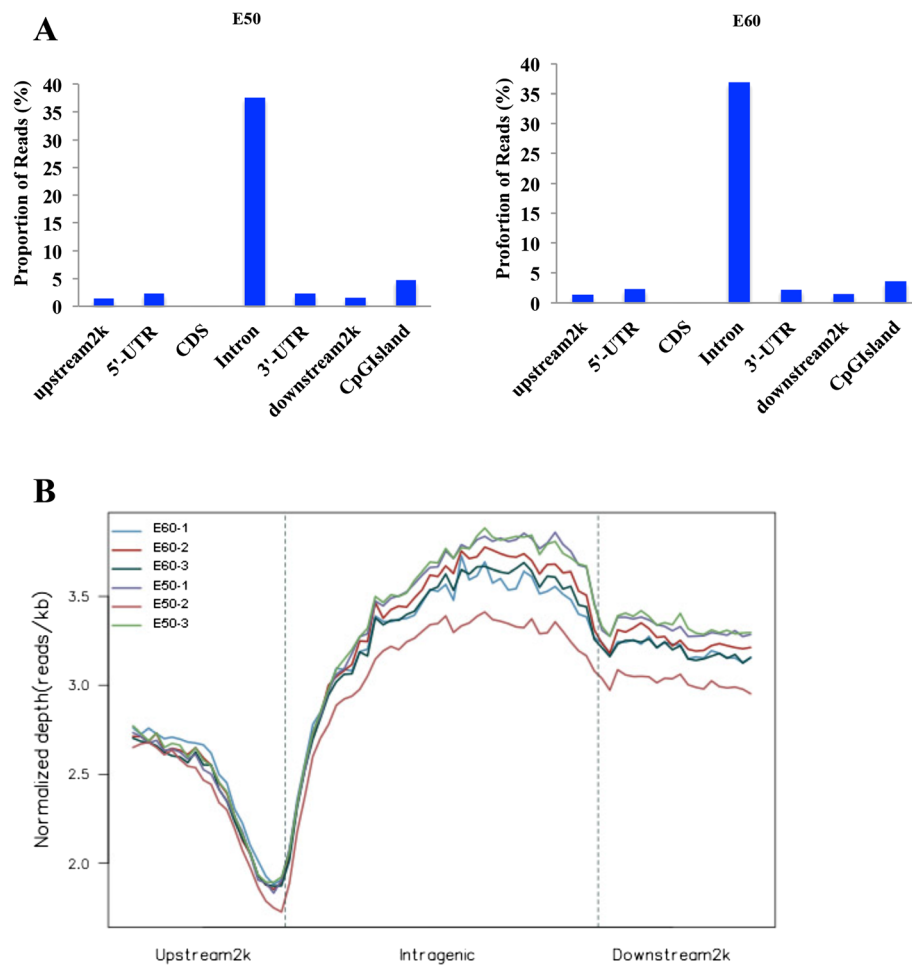 A
E50
E60
Proportion of Reads (%)
40
35
30
25
20
15
10
5
0
upstream2k
5'-UTR
CDS
Intron
3'-UTR
downstream2k
CpGIsland
Profortion of Reads (%)
40
35
30
25
20
15
10
5
0
upstream2k
5'-UTR
CDS
Intron
3'-UTR
downstream2k
CpGIsland
B
E60-1
E60-2
E60-3
E50-1
E50-2
E50-3
Normalized depth(reads/kb)
3.5
3.0
2.5
2.0
Upstream2k
Intragenic
Downstream2k